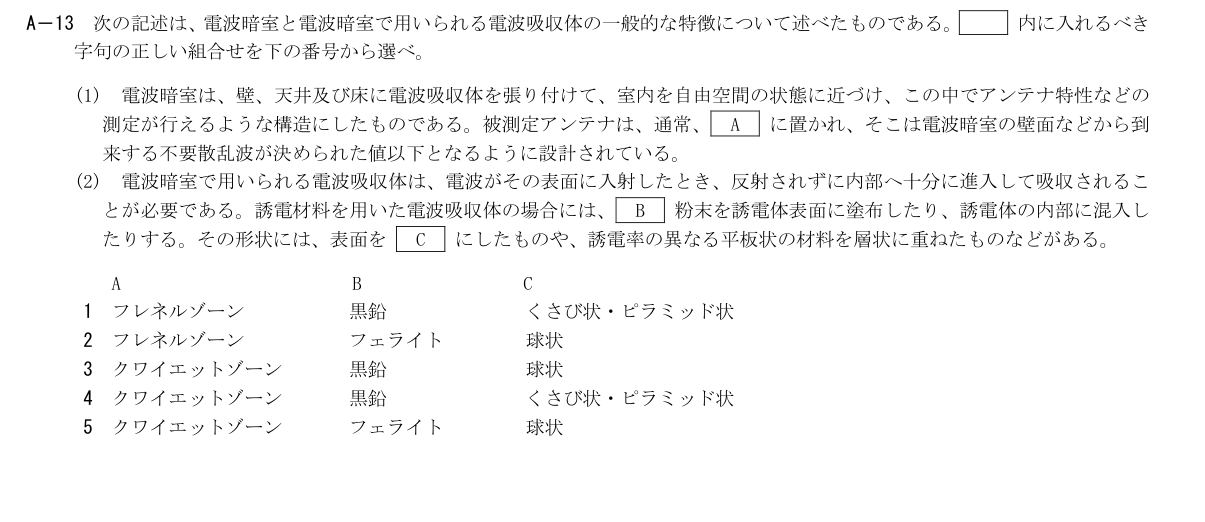 A－13 次の記述は、電波暗室と電波暗室で用いられる電波吸収体の一般的な特徴について述べたものである。 内に入れるべき
字句の正しい組合せを下の番号から選べ。
(1) 電波暗室は、壁、天井及び床に電波吸収体を張り付けて、室内を自由空間の状態に近づけ、この中でアンテナ特性などの
測定が行えるような構造にしたものである。被測定アンテナは、通常、 A に置かれ、そこは電波暗室の壁面などから到
来する不要散乱波が決められた値以下となるように設計されている。
(2) 電波暗室で用いられる電波吸収体は、電波がその表面に入射したとき、反射されずに内部へ十分に進入して吸収されるこ
とが必要である。誘電材料を用いた電波吸収体の場合には、 B 粉末を誘電体表面に塗布したり、誘電体の内部に混入し
たりする。その形状には、表面を C にしたものや、誘電率の異なる平板状の材料を層状に重ねたものなどがある。
A B C
1 フレネルゾーン 黒鉛 くさび状・ピラミッド状
2 フレネルゾーン フェライト 球状
3 クワイエットゾーン 黒鉛 球状
4 クワイエットゾーン 黒鉛 くさび状・ピラミッド状
5 クワイエットゾーン フェライト 球状